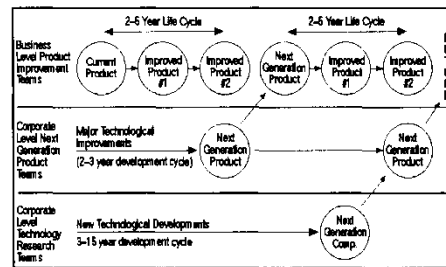 2–5 Year Life Cycle
2–5 Year Life Cycle
Business
Level Product
Improvement
Teams
Current
Product
Improved
Product
#1
Improved
Product
#2
Next
Generation
Product
Improved
Product
#1
Improved
Product
#2
Corporate
Level Next
Generation
Product
Teams
Major Technological
Improvements
(2–3 year development cycle)
Next
Generation
Product
Next
Generation
Product
Corporate
Level
Technology
Research
Teams
New Technological Developments
3–15 year development cycle
Next
Generation
Comp.